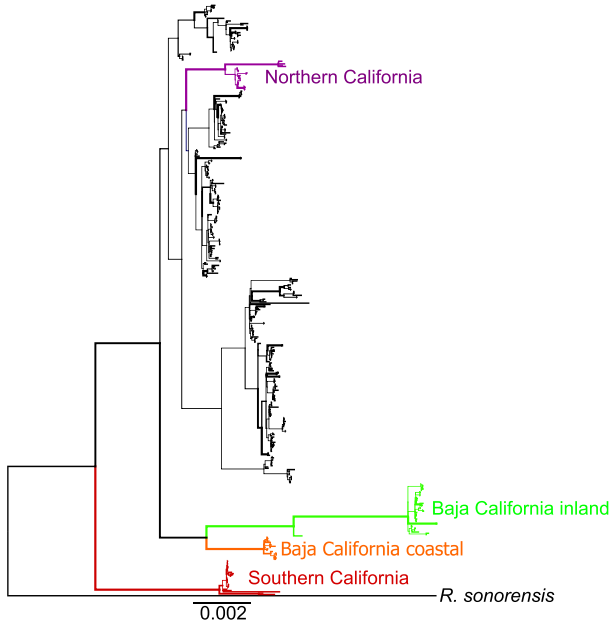 Northern California
Baja California inland
Baja California coastal
Southern California
R. sonorensis
0.002